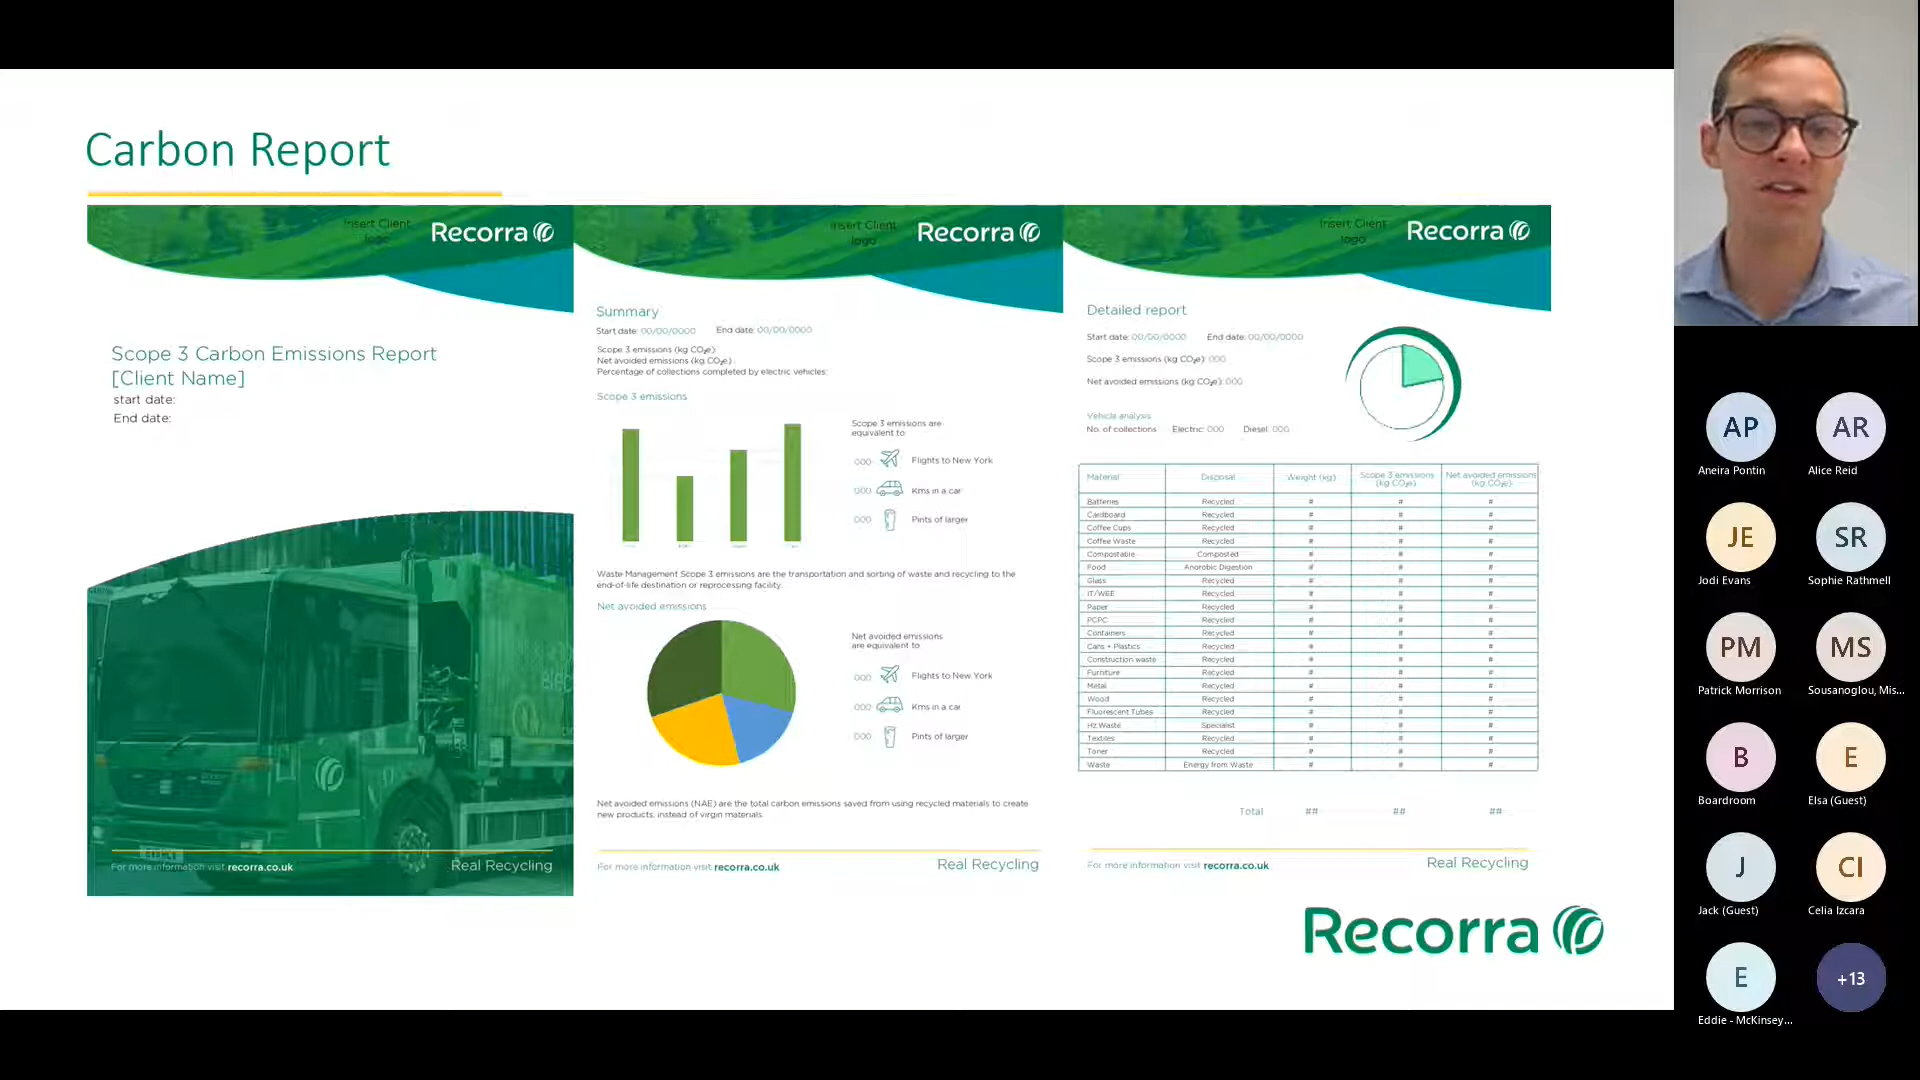 Carbon Report
Insert Client
logo
Recorra
Scope 3 Carbon Emissions Report
[Client Name]
start date:
End date:
For more information visit recorra.co.uk
Real Recycling
Insert Client
logo
Recorra
Summary
Start date: 00/00/0000 End date: 00/00/0000
Scope 3 emissions (kg CO₂e):
Net avoided emissions (kg CO₂e):
Percentage of collections completed by electric vehicles:
Scope 3 emissions
Scope 3 emissions are
equivalent to:
000 Flights to New York
000 Kms in a car
000 Pints of larger
Waste Management Scope 3 emissions are the transportation and sorting of waste and recycling to the
end-of-life destination or reprocessing facility.
Net avoided emissions
Net avoided emissions
are equivalent to
000 Flights to New York
000 Kms in a car
000 Pints of larger
Net avoided emissions (NAE) are the total carbon emissions saved from using recycled materials to create
new products, instead of virgin materials.
For more information visit recorra.co.uk
Real Recycling
Insert Client
logo
Recorra
Detailed report
Start date: 00/00/0000 End date: 00/00/0000
Scope 3 emissions (kg CO₂e): 000
Net avoided emissions (kg CO₂e): 000
Vehicle analysis
No. of collections Electric: 000 Diesel: 000
Material Disposal Weight (kg) Scope 3 emissions (kg CO₂e) Net avoided emissions (kg CO₂e)
Batteries Recycled # # #
Cardboard Recycled # # #
Coffee Cups Recycled # # #
Coffee Waste Recycled # # #
Compostable Composted # # #
Food Anorobic Digestion # # #
Glass Recycled # # #
IT/WEE Recycled # # #
Paper Recycled # # #
PCPC Recycled # # #
Containers Recycled # # #
Cans + Plastics Recycled # # #
Construction waste Recycled # # #
Furniture Recycled # # #
Metal Recycled # # #
Wood Recycled # # #
Fluorescent Tubes Recycled # # #
Hz Waste Specialist # # #
Textiles Recycled # # #
Toner Recycled # # #
Waste Energy from Waste # # #
Total ## ## ##
For more information visit recorra.co.uk
Real Recycling
Recorra
AP
Aneira Pontin
AR
Alice Reid
JE
Jodi Evans
SR
Sophie Rathmell
PM
Patrick Morrison
MS
Sousanoglou, Mis...
B
Boardroom
E
Elsa (Guest)
J
Jack (Guest)
CI
Celia Izcara
E
Eddie - McKinsey...
+13